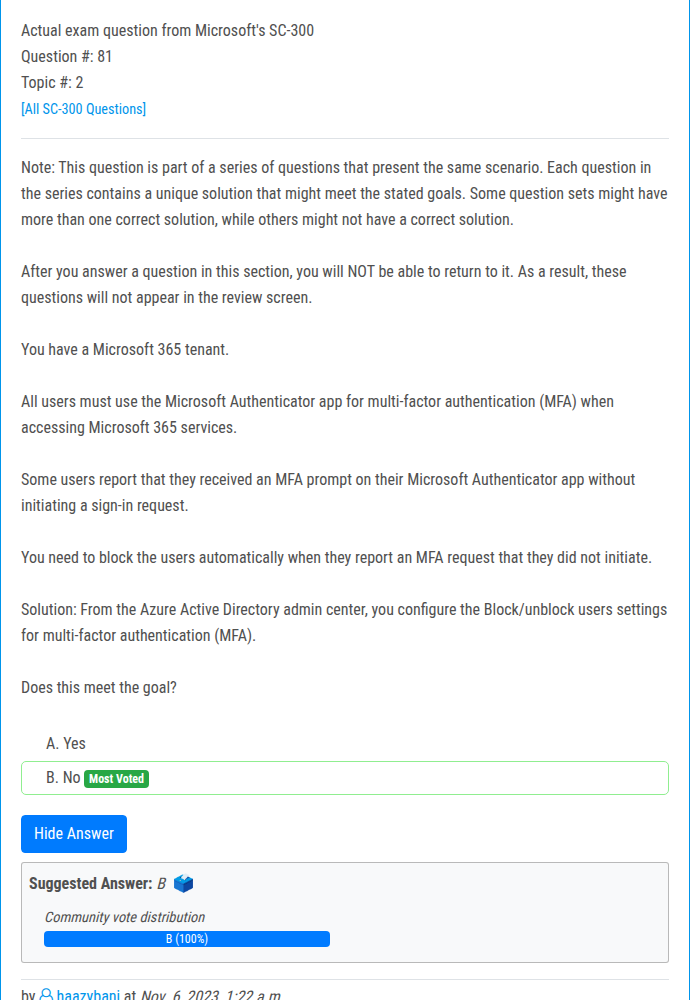 Actual exam question from Microsoft's SC-300
Question #: 81
Topic #: 2
[All SC-300 Questions]
Note: This question is part of a series of questions that present the same scenario. Each question in
the series contains a unique solution that might meet the stated goals. Some question sets might have
more than one correct solution, while others might not have a correct solution.
After you answer a question in this section, you will NOT be able to return to it. As a result, these
questions will not appear in the review screen.
You have a Microsoft 365 tenant.
All users must use the Microsoft Authenticator app for multi-factor authentication (MFA) when
accessing Microsoft 365 services.
Some users report that they received an MFA prompt on their Microsoft Authenticator app without
initiating a sign-in request.
You need to block the users automatically when they report an MFA request that they did not initiate.
Solution: From the Azure Active Directory admin center, you configure the Block/unblock users settings
for multi-factor authentication (MFA).
Does this meet the goal?
A. Yes
B. No Most Voted
Hide Answer
Suggested Answer: B
Community vote distribution
B (100%)
by haazybanj at Nov. 6, 2023, 1:22 a.m.